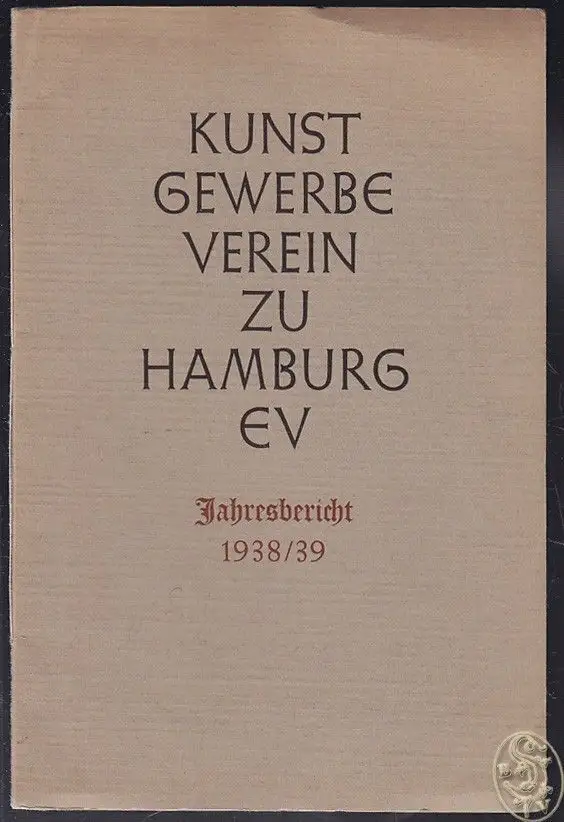 KUNST
GEWERBE
VEREIN
ZU
HAMBURG
EV
Jahresbericht
1938/39